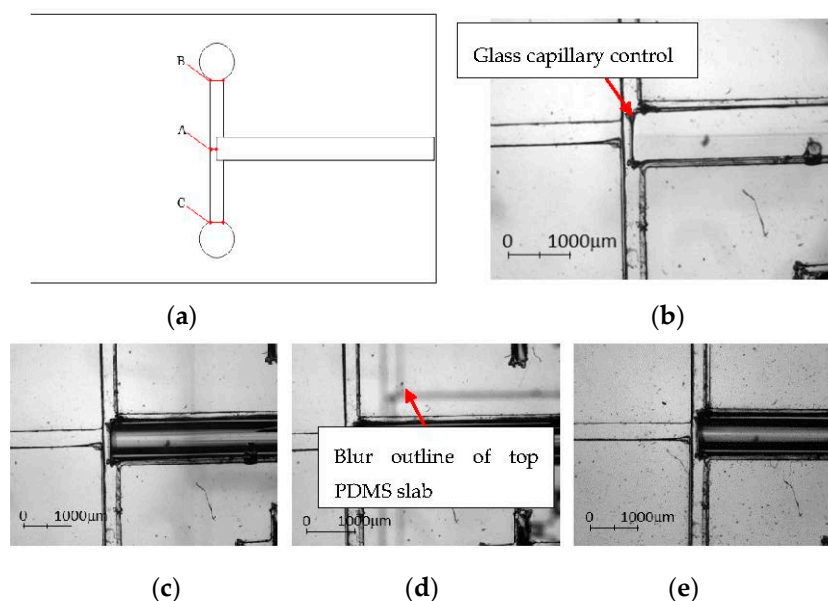 B
A
C
Glass capillary control
0 1000μm
(a)
(b)
0 1000μm
Blur outline of top
PDMS slab
0 1000μm
0 1000μm
(c)
(d)
(e)